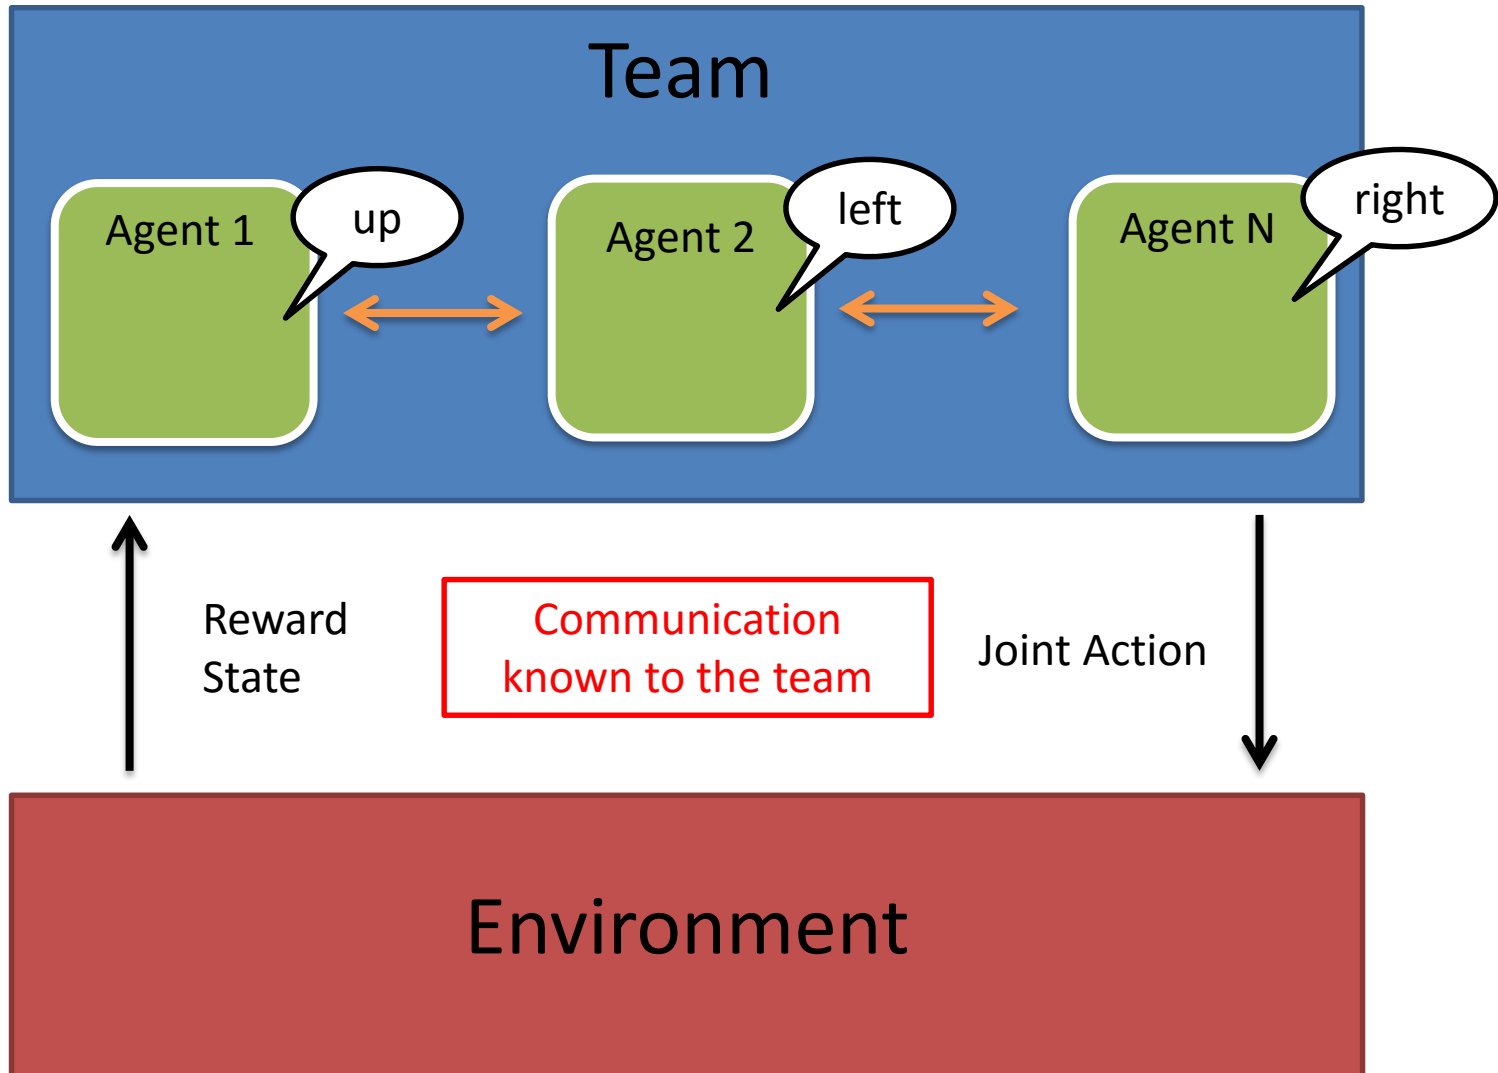 Team
Agent 1
up
Agent 2
left
Agent N
right
Reward
State
Communication
known to the team
Joint Action
Environment